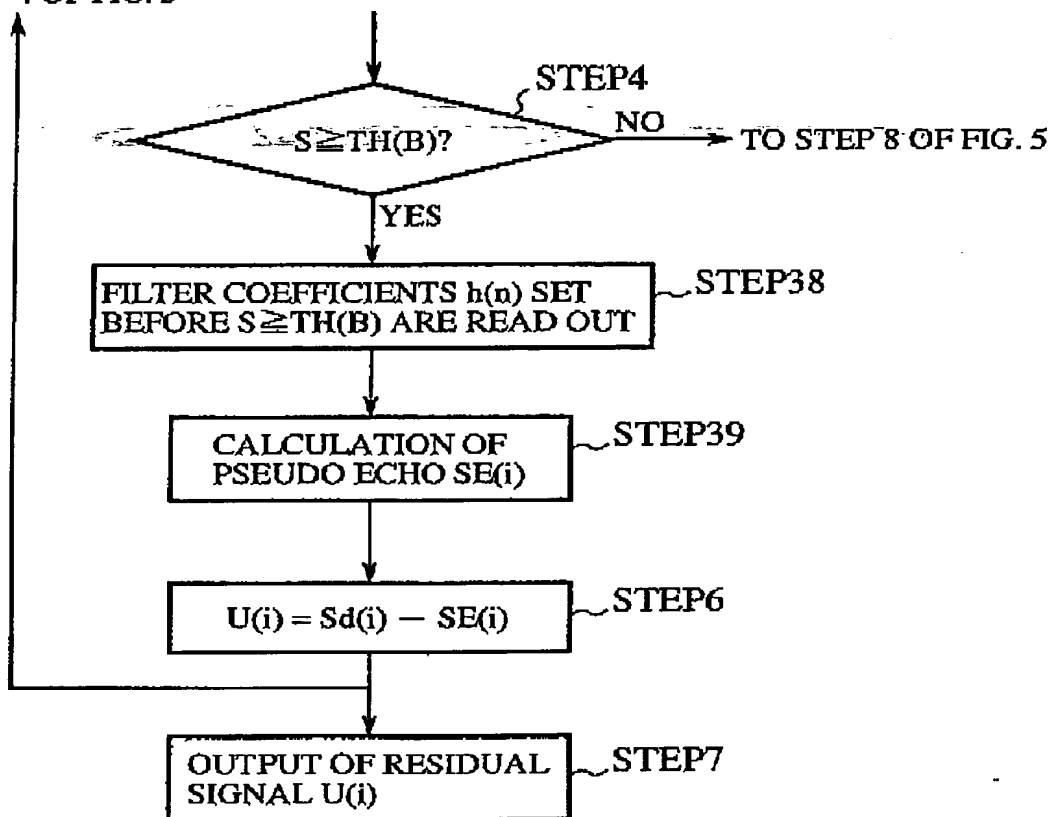 STEP4
S≧TH(B)?
NO
TO STEP 8 OF FIG. 5
YES
FILTER COEFFICIENTS h(n) SET
BEFORE S≧TH(B) ARE READ OUT
STEP38
CALCULATION OF
PSEUDO ECHO SE(i)
STEP39
U(i) = Sd(i) − SE(i)
STEP6
OUTPUT OF RESIDUAL
SIGNAL U(i)
STEP7